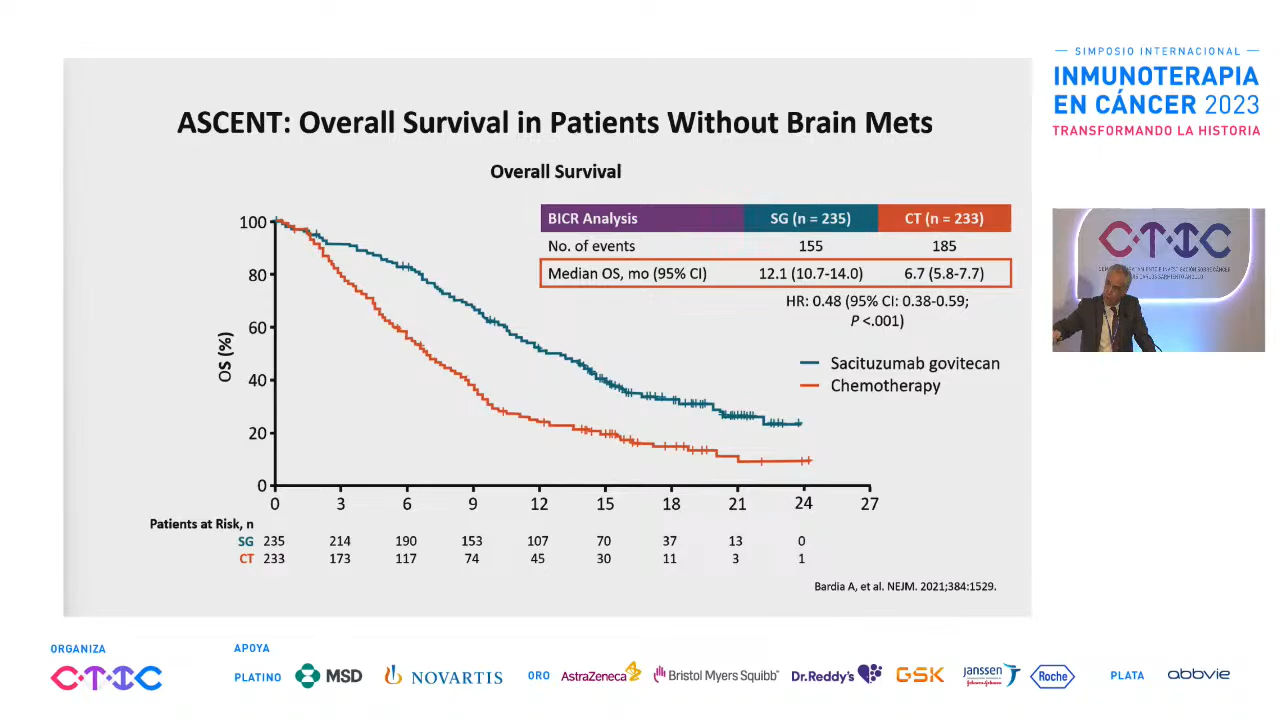 — SIMPOSIO INTERNACIONAL —
INMUNOTERAPIA
EN CÁNCER 2023
TRANSFORMANDO LA HISTORIA
ASCENT: Overall Survival in Patients Without Brain Mets
Overall Survival
BICR Analysis SG (n = 235) CT (n = 233)
No. of events 155 185
Median OS, mo (95% CI) 12.1 (10.7-14.0) 6.7 (5.8-7.7)
HR: 0.48 (95% CI: 0.38-0.59;
P <.001)
Sacituzumab govitecan
Chemotherapy
OS (%)
100
80
60
40
20
0
0 3 6 9 12 15 18 21 24 27
Patients at Risk, n
SG 235 214 190 153 107 70 37 13 0
CT 233 173 117 74 45 30 11 3 1
Bardia A, et al. NEJM. 2021;384:1529.
CTIC
ORGANIZA
CTIC
APOYA
PLATINO MSD NOVARTIS ORO AstraZeneca Bristol Myers Squibb Dr.Reddy's GSK Janssen Roche PLATA abbvie